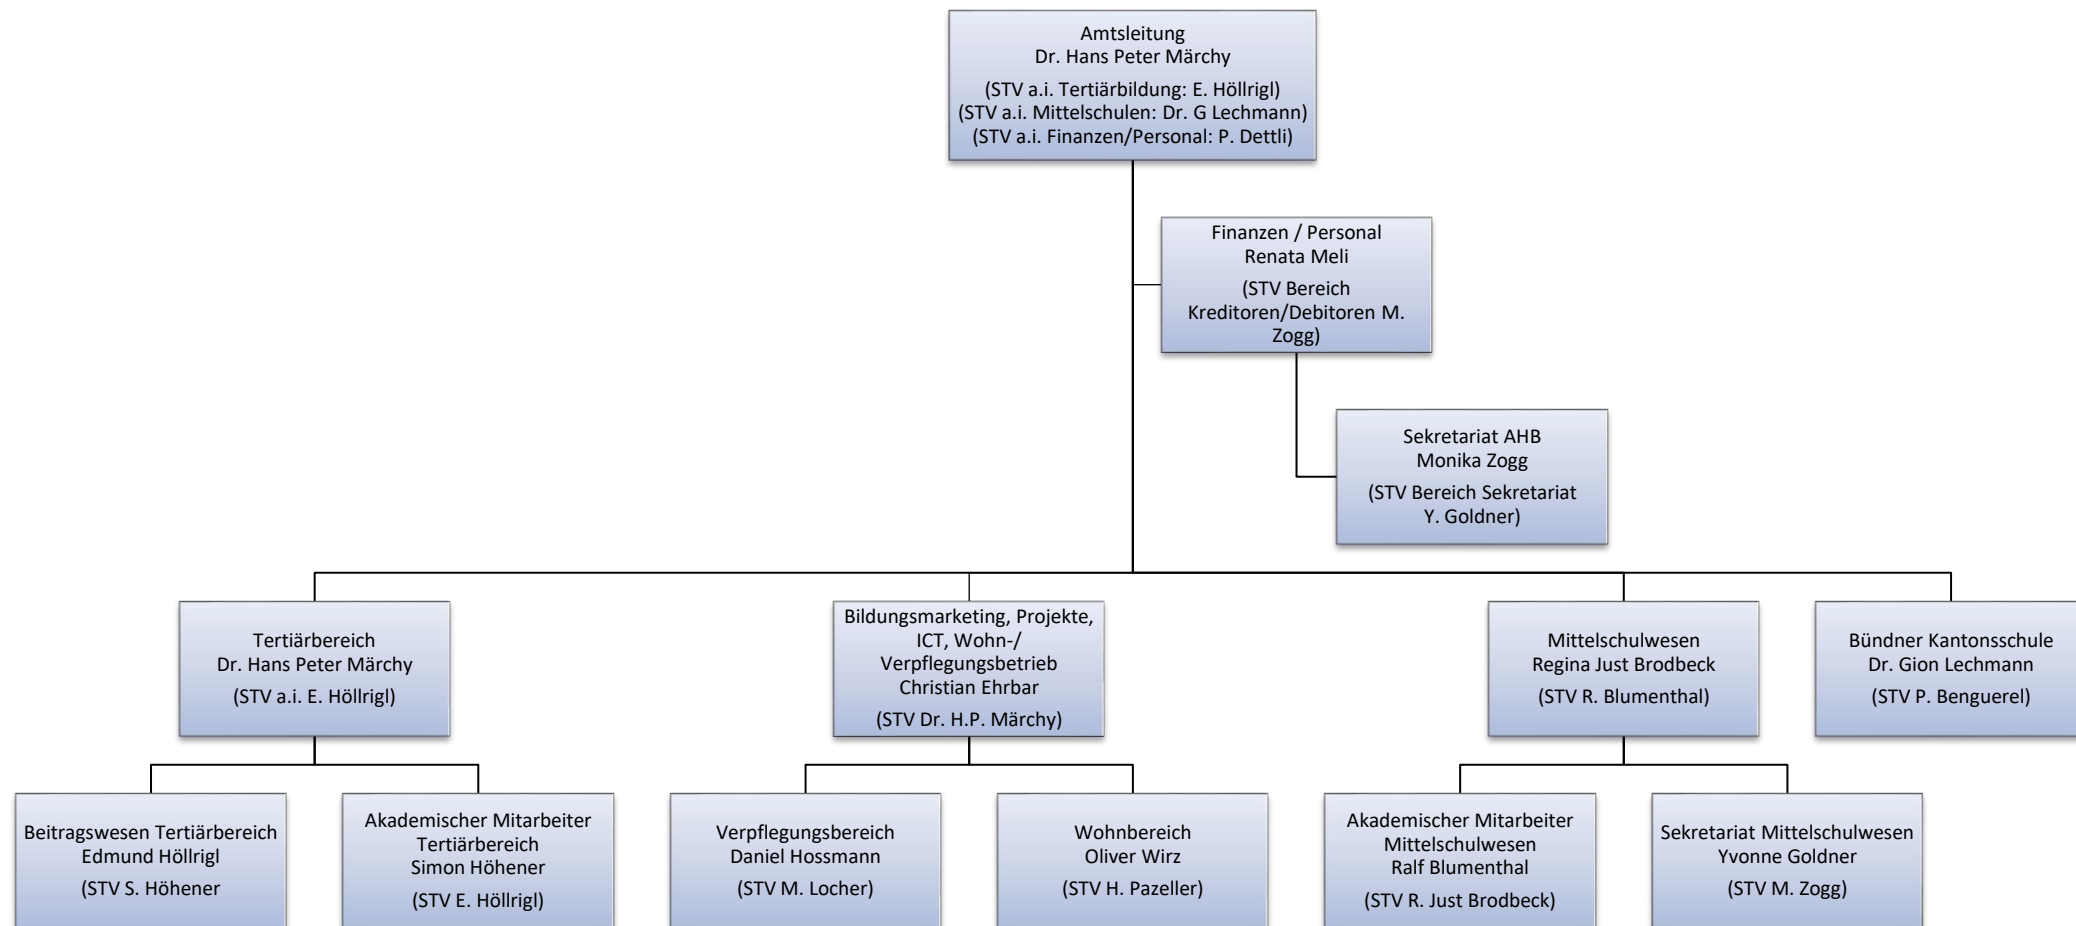 Amtsleitung
Dr. Hans Peter Märchy
(STV a.i. Tertiärbildung: E. Höllrigl)
(STV a.i. Mittelschulen: Dr. G Lechmann)
(STV a.i. Finanzen/Personal: P. Dettli)
Finanzen / Personal
Renata Meli
(STV Bereich
Kreditoren/Debitoren M.
Zogg)
Sekretariat AHB
Monika Zogg
(STV Bereich Sekretariat
Y. Goldner)
Tertiärbereich
Dr. Hans Peter Märchy
(STV a.i. E. Höllrigl)
Bildungsmarketing, Projekte,
ICT, Wohn-/
Verpflegungsbetrieb
Christian Ehrbar
(STV Dr. H.P. Märchy)
Mittelschulwesen
Regina Just Brodbeck
(STV R. Blumenthal)
Bündner Kantonsschule
Dr. Gion Lechmann
(STV P. Benguerel)
Beitragswesen Tertiärbereich
Edmund Höllrigl
(STV S. Höhener
Akademischer Mitarbeiter
Tertiärbereich
Simon Höhener
(STV E. Höllrigl)
Verpflegungsbereich
Daniel Hossmann
(STV M. Locher)
Wohnbereich
Oliver Wirz
(STV H. Pazeller)
Akademischer Mitarbeiter
Mittelschulwesen
Ralf Blumenthal
(STV R. Just Brodbeck)
Sekretariat Mittelschulwesen
Yvonne Goldner
(STV M. Zogg)